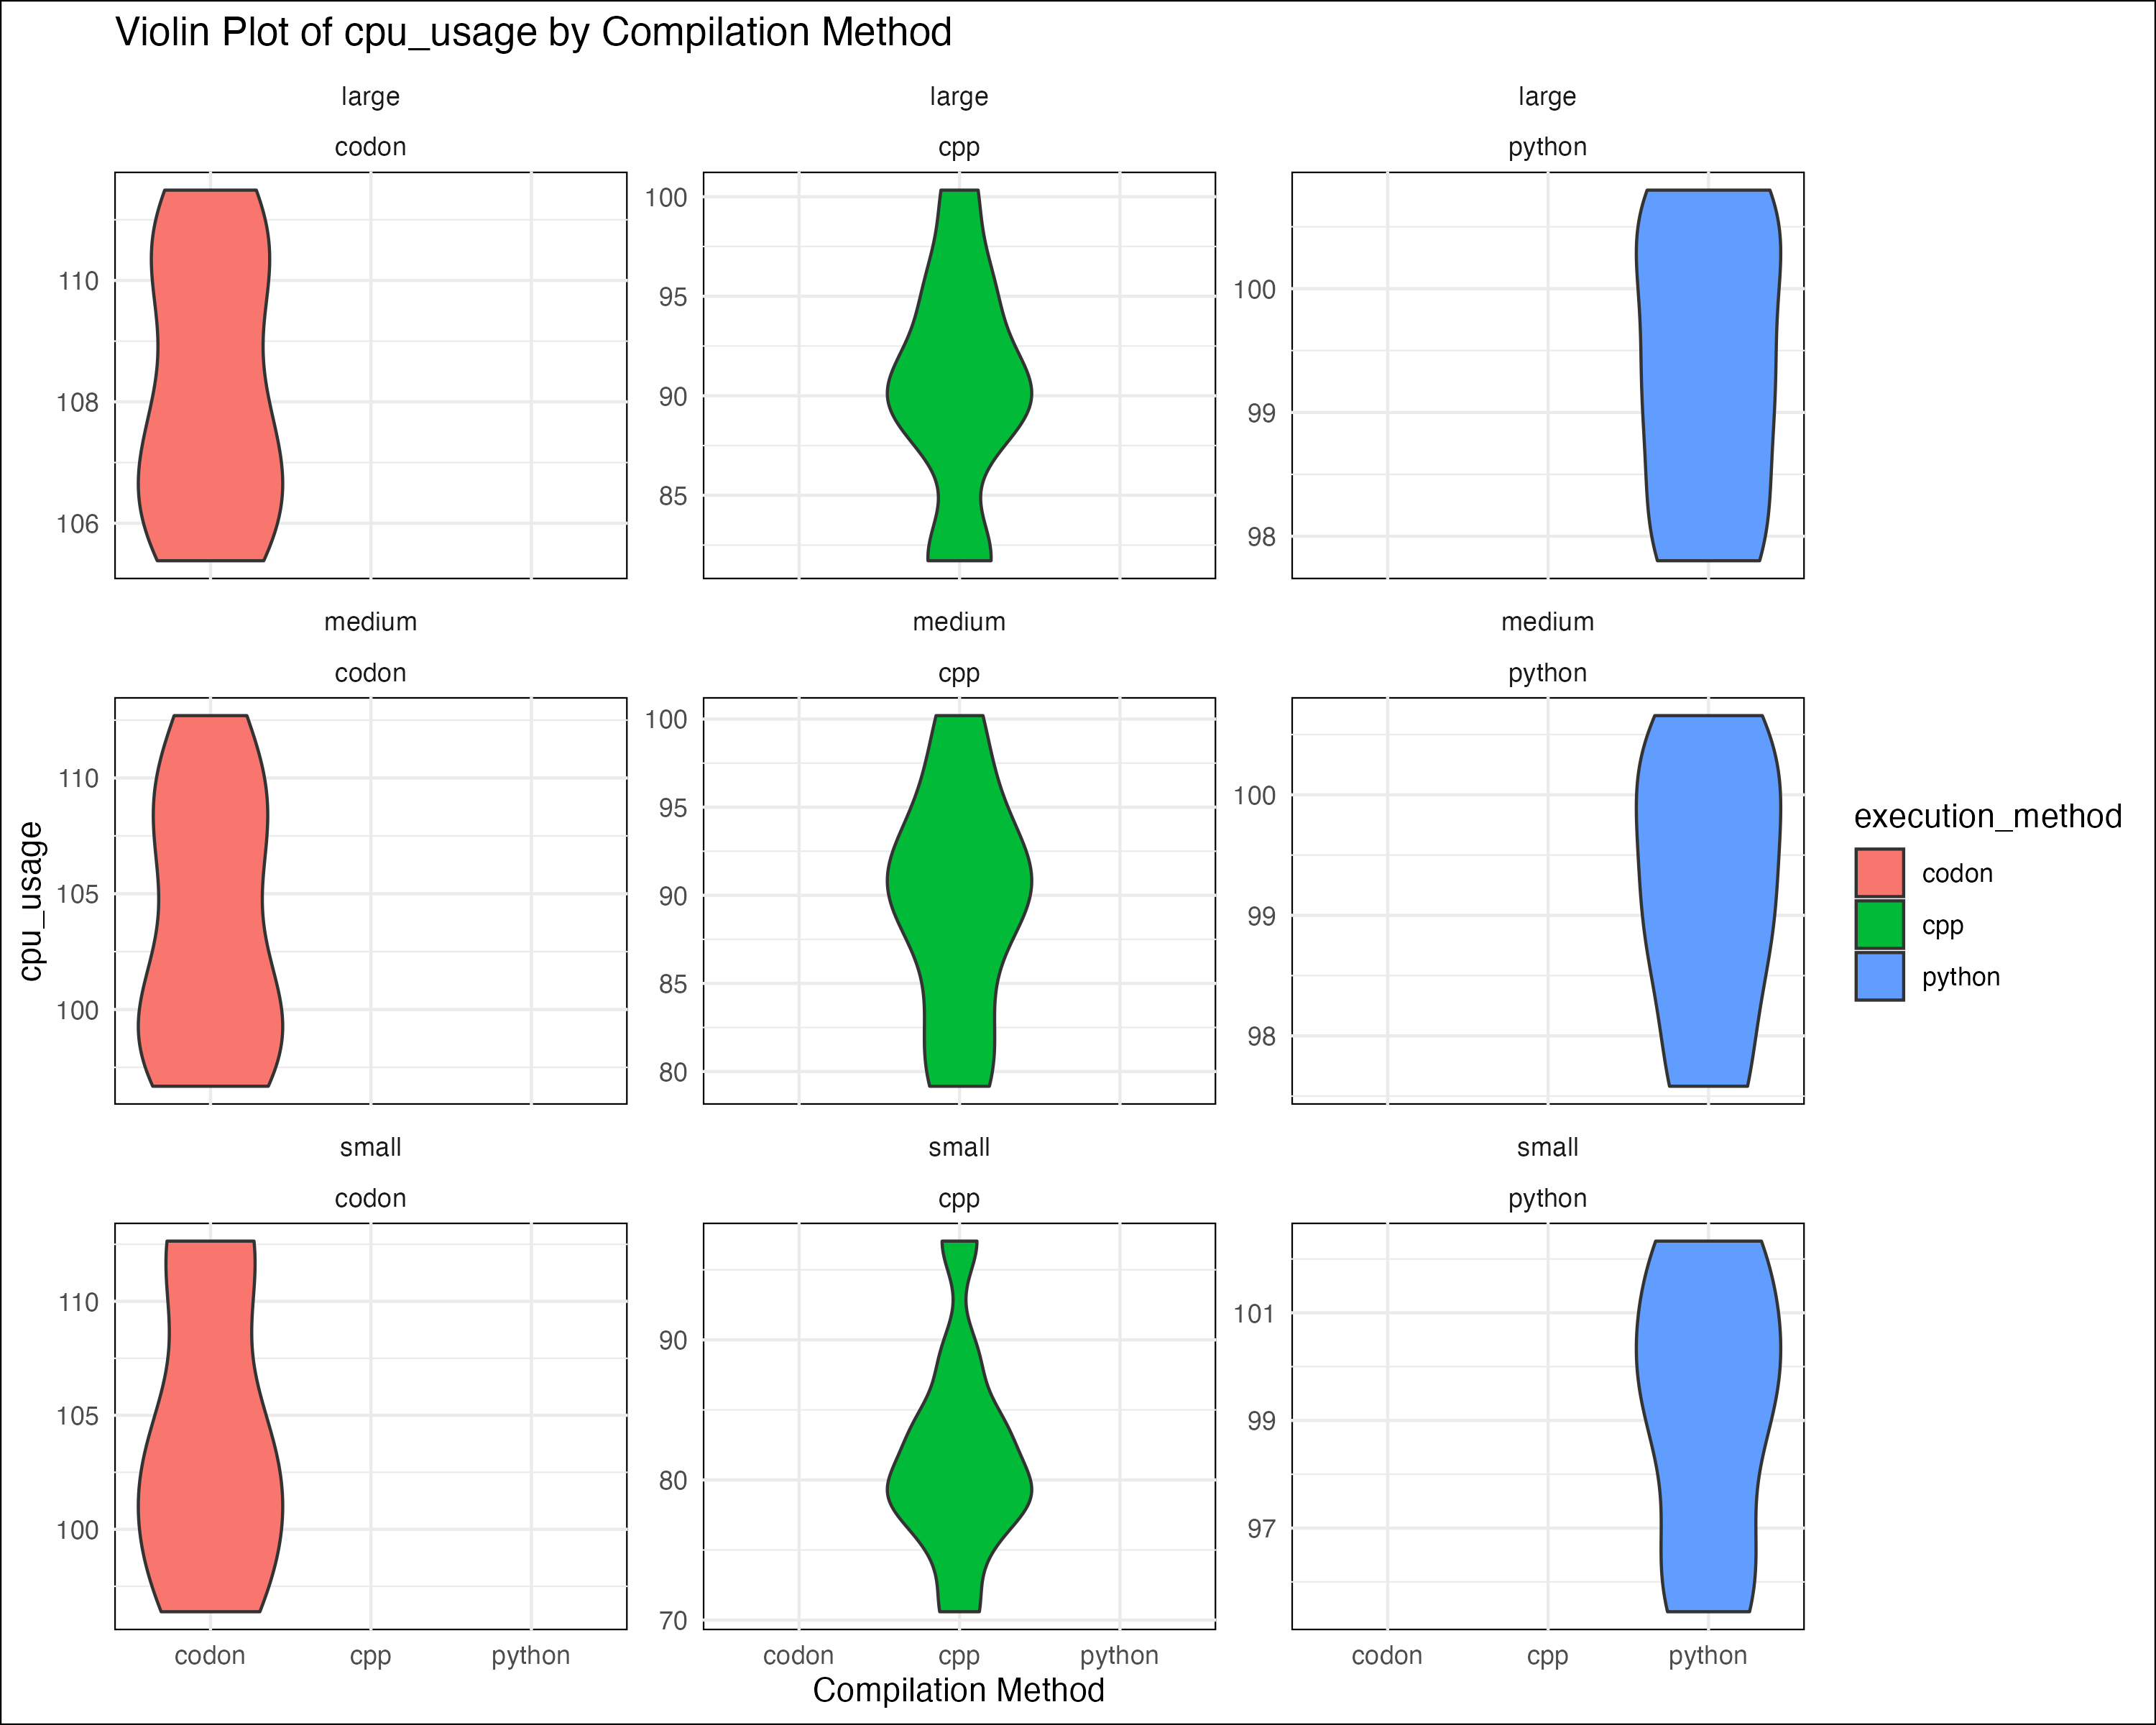 Violin Plot of cpu_usage by Compilation Method
large large large
codon cpp python
110
108
106
100
95
90
85
100
99
98
medium medium medium
codon cpp python
110
105
100
100
95
90
85
80
100
99
98
small small small
codon cpp python
110
105
100
90
80
70
101
99
97
codon cpp python codon cpp python codon cpp python
Compilation Method
cpu_usage
execution_method
codon
cpp
python